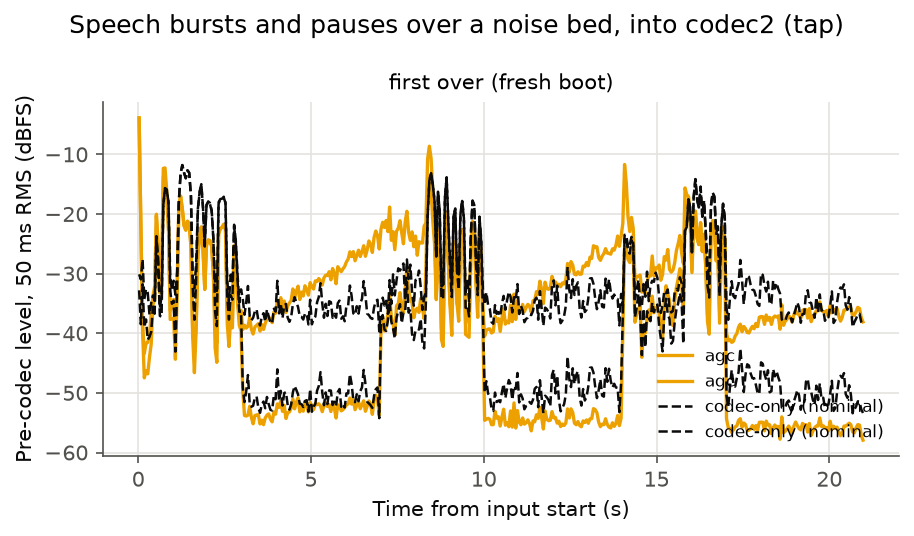 Speech bursts and pauses over a noise bed, into codec2 (tap)
first over (fresh boot)
Pre-codec level, 50 ms RMS (dBFS)
−10
−20
−30
−40
−50
−60
agc
agc
codec-only (nominal)
codec-only (nominal)
0
5
10
15
20
Time from input start (s)